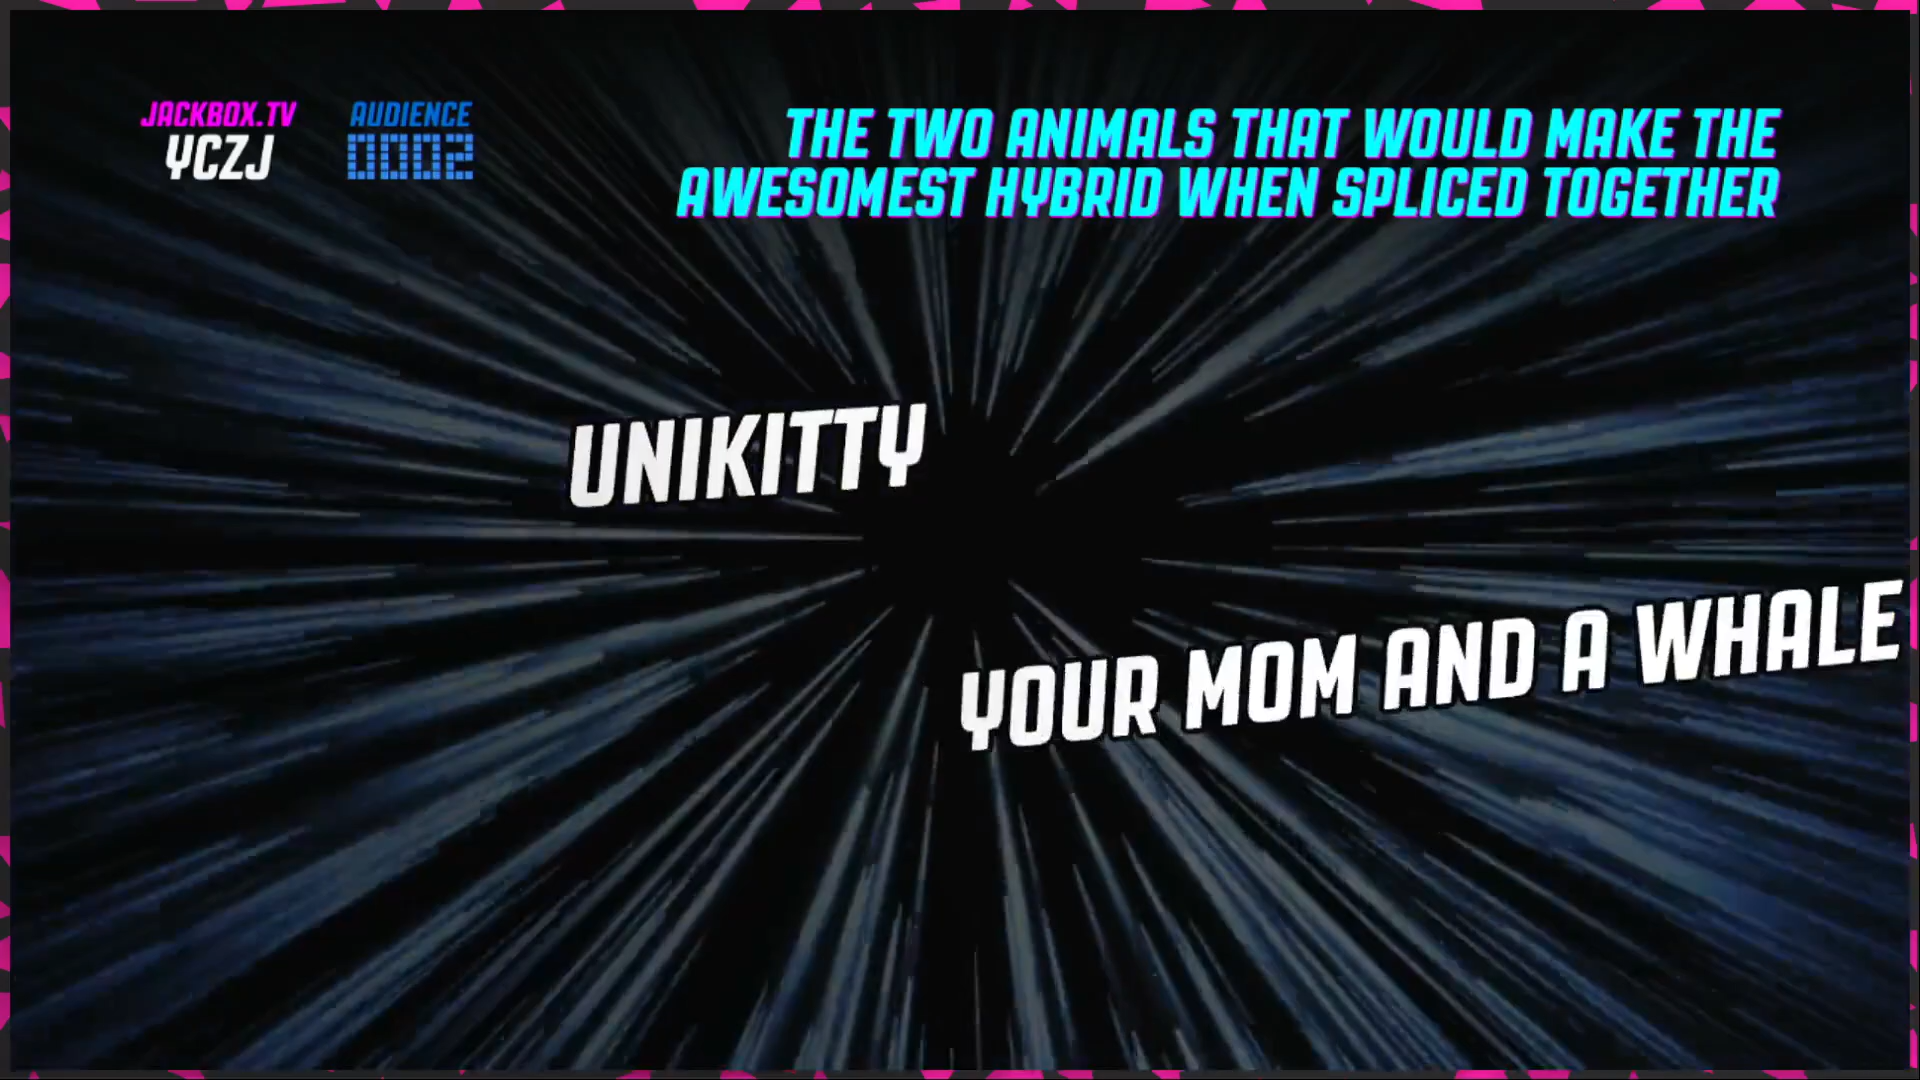 JACKBOX.TV
YCZJ
AUDIENCE
0002
THE TWO ANIMALS THAT WOULD MAKE THE
AWESOMEST HYBRID WHEN SPLICED TOGETHER
UNIKITTY
YOUR MOM AND A WHALE